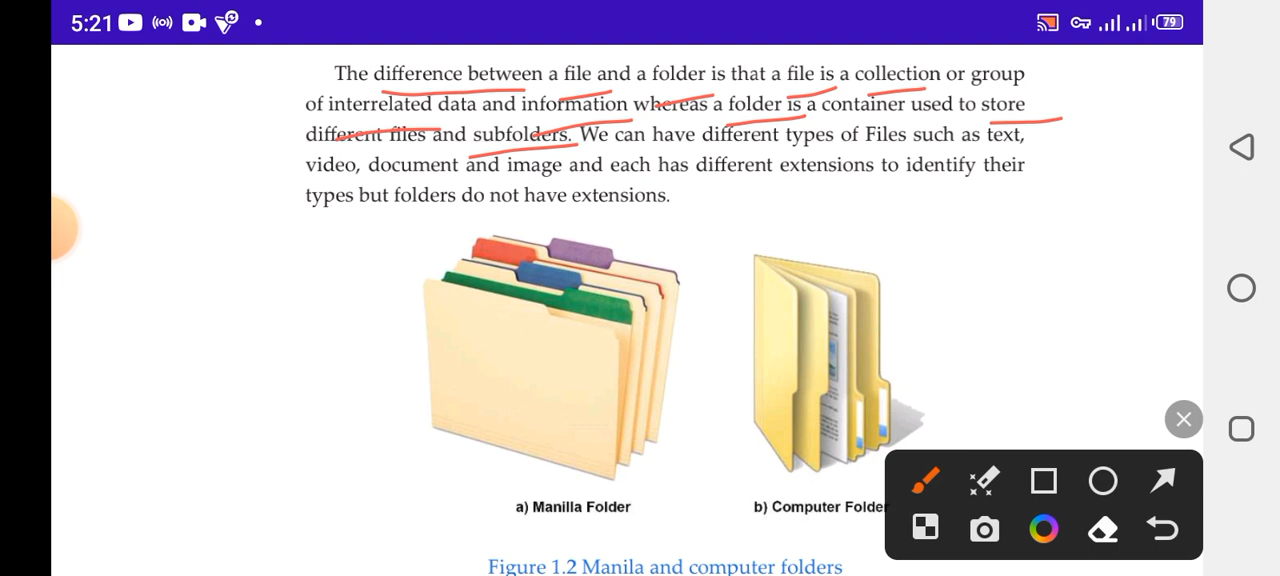 5:21
79
The difference between a file and a folder is that a file is a collection or group
of interrelated data and information whereas a folder is a container used to store
different files and subfolders. We can have different types of Files such as text,
video, document and image and each has different extensions to identify their
types but folders do not have extensions.
a) Manilla Folder
b) Computer Folder
Figure 1.2 Manila and computer folders